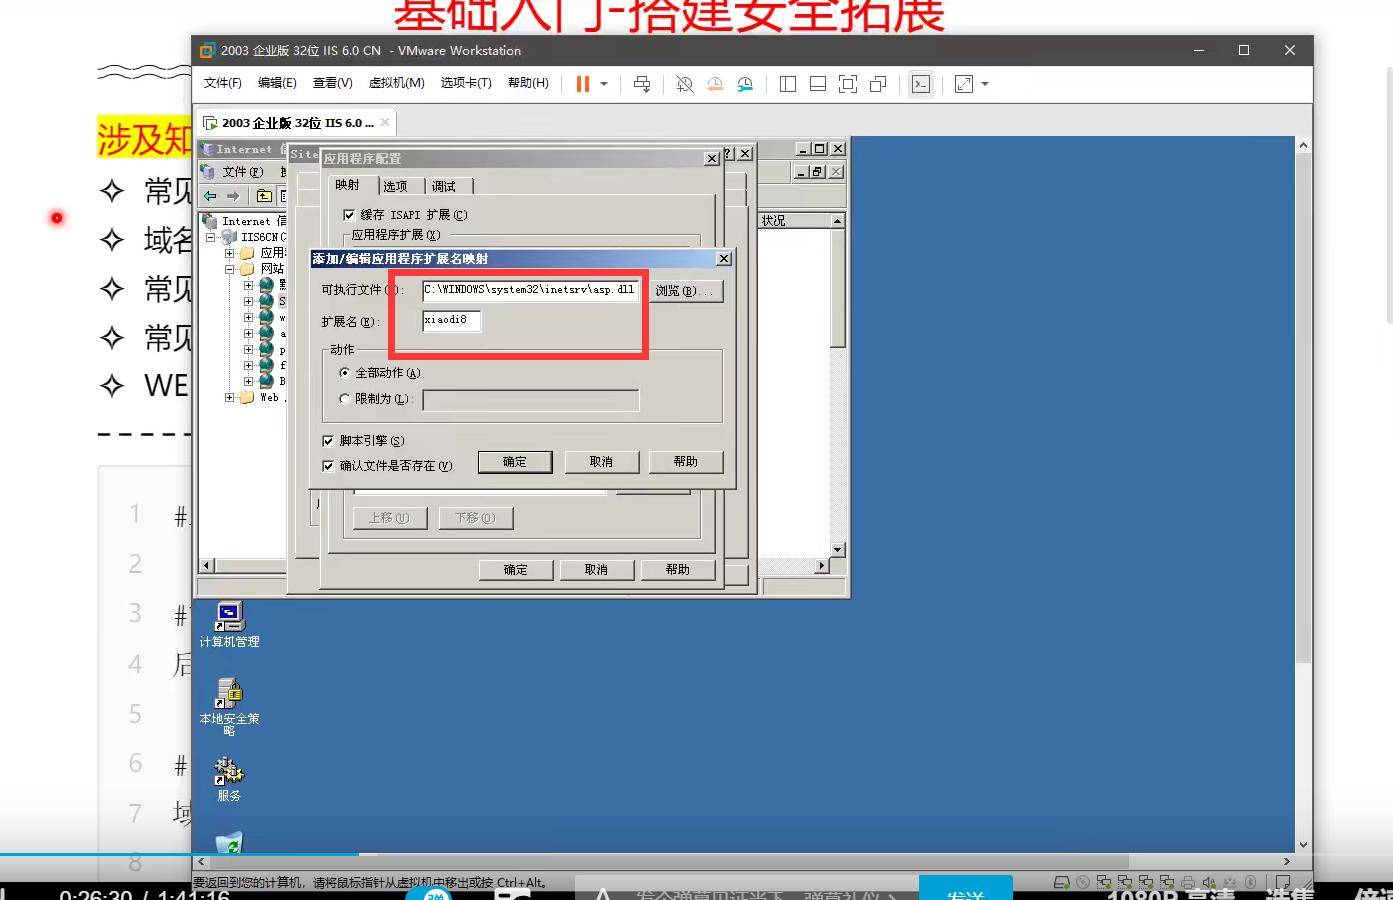 基础入门-搭建安全拓展
2003 企业版 32位 IIS 6.0 CN - VMware Workstation
文件(F) 编辑(E) 查看(V) 虚拟机(M) 选项卡(T) 帮助(H)
2003 企业版 32位 IIS 6.0 ...
涉及知
常见
域名
常见
常见
WE
Internet
Site
应用程序配置
文件(F)
映射 选项 调试
缓存 ISAPI 扩展(C)
应用程序扩展(X)
状况
Internet
IIS6CN(
应用
网站
Web
添加/编辑应用程序扩展名映射
可执行文件 : C:\WINDOWS\system32\inetsrv\asp.dll 浏览(B)...
扩展名(E): xiaodi8
动作
全部动作(A)
限制为(L):
脚本引擎(S)
确认文件是否存在(V)
确定 取消 帮助
上移(U) 下移(O)
确定 取消 帮助
计算机管理
本地安全策略
服务
1 #
2
3 #
4 后
5
6 #
7 域
8
要返回到您的计算机，请将鼠标指针从虚拟机中移出或按 Ctrl+Alt。
0:26:30 / 1:41:16
弹
发送
1080P 高清 选集 倍速